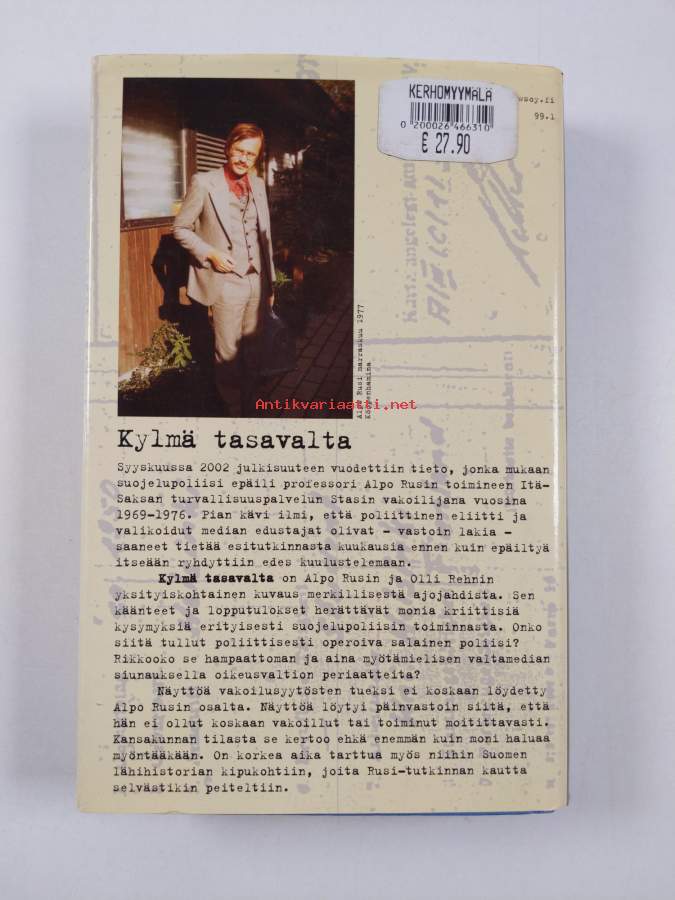 KERHOMYYMÄLÄ
0 200026 466310
€ 27.90
99.1
Alpo Rusi marraskuu 1977
Kööpenhamina
Antikvariaatti.net
Kylmä tasavalta
Syyskuussa 2002 julkisuuteen vuodettiin tieto, jonka mukaan
suojelupoliisi epäili professori Alpo Rusin toimineen Itä-
Saksan turvallisuuspalvelun Stasin vakoilijana vuosina
1969-1976. Pian kävi ilmi, että poliittinen eliitti ja
valikoidut median edustajat olivat - vastoin lakia -
saaneet tietää esitutkinnasta kuukausia ennen kuin epäiltyä
itseään ryhdyttiin edes kuulustelemaan.
Kylmä tasavalta on Alpo Rusin ja Olli Rehnin
yksityiskohtainen kuvaus merkillisestä ajojahdista. Sen
käänteet ja lopputulokset herättävät monia kriittisiä
kysymyksiä erityisesti suojelupoliisin toiminnasta. Onko
siitä tullut poliittisesti operoiva salainen poliisi?
Rikkooko se hampaattoman ja aina myötämielisen valtamedian
siunauksella oikeusvaltion periaatteita?
Näyttöä vakoilusyytösten tueksi ei koskaan löydetty
Alpo Rusin osalta. Näyttöä löytyi päinvastoin siitä, että
hän ei ollut koskaan vakoillut tai toiminut moitittavasti.
Kansakunnan tilasta se kertoo ehkä enemmän kuin moni haluaa
myöntääkään. On korkea aika tarttua myös niihin Suomen
lähihistorian kipukohtiin, joita Rusi-tutkinnan kautta
selvästikin peiteltiin.